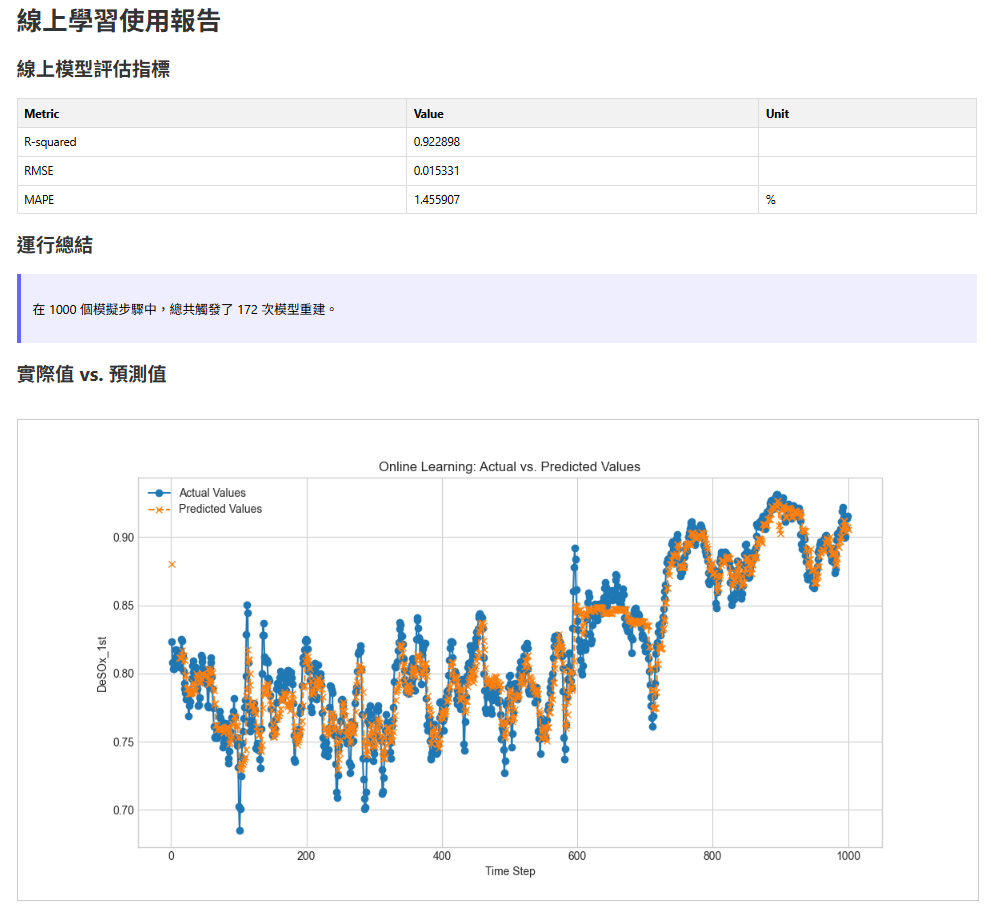 線上學習使用報告
線上模型評估指標
Metric Value Unit
R-squared 0.922898
RMSE 0.015331
MAPE 1.455907 %
運行總結
在 1000 個模擬步驟中，總共觸發了 172 次模型重建。
實際值 vs. 預測值
Online Learning: Actual vs. Predicted Values
Actual Values
Predicted Values
0.90
0.85
0.80
0.75
0.70
DeSOx_1st
0 200 400 600 800 1000
Time Step